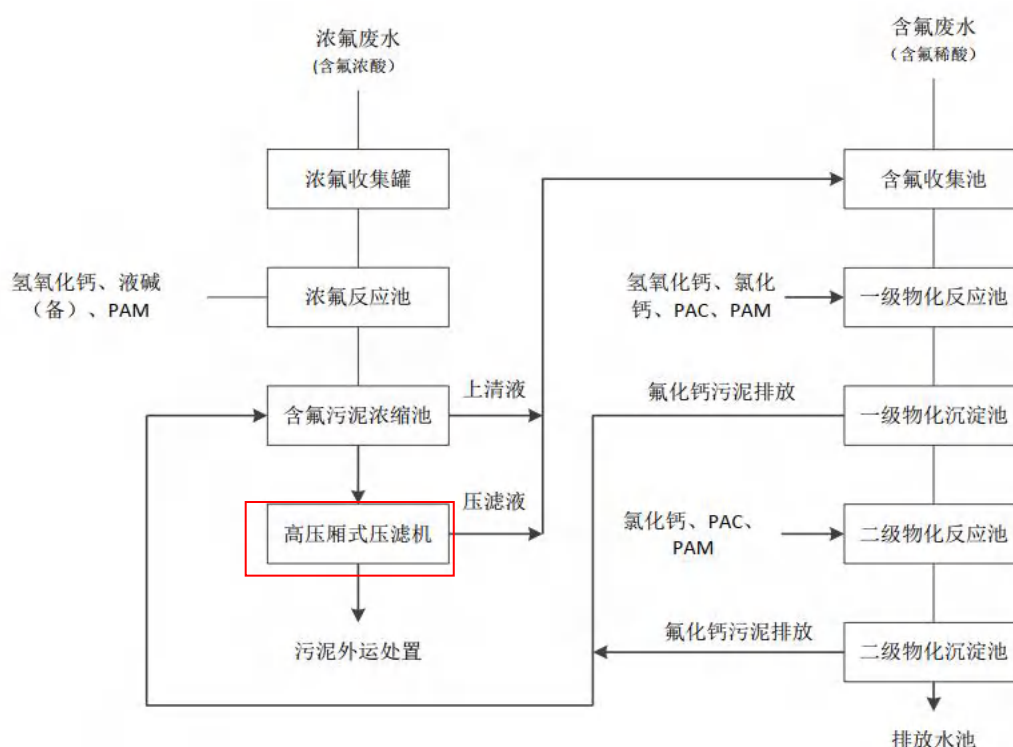 浓氟废水
(含氟浓酸)
浓氟收集罐
氢氧化钙、液碱
（备）、PAM
浓氟反应池
含氟污泥浓缩池
上清液
高压厢式压滤机
压滤液
污泥外运处置
含氟废水
（含氟稀酸）
含氟收集池
氢氧化钙、氯化
钙、PAC、PAM
一级物化反应池
氟化钙污泥排放
一级物化沉淀池
氯化钙、PAC、
PAM
二级物化反应池
氟化钙污泥排放
二级物化沉淀池
排放水池